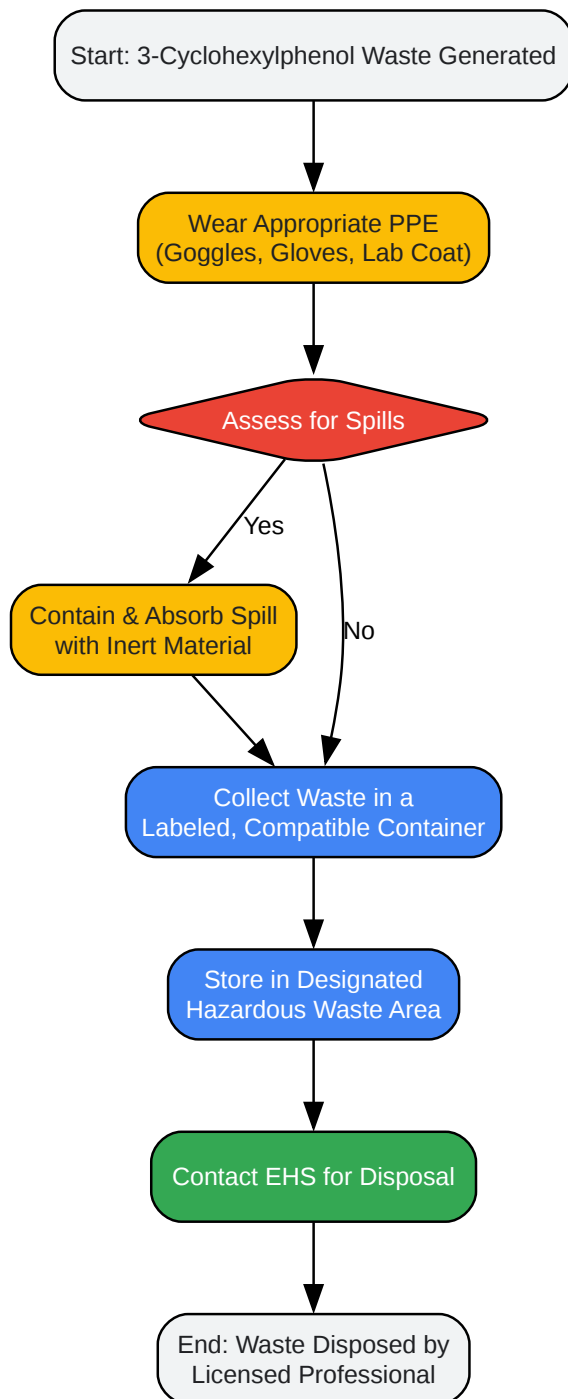 Start: 3-Cyclohexylphenol Waste Generated
Wear Appropriate PPE
(Goggles, Gloves, Lab Coat)
Assess for Spills
Yes
Contain & Absorb Spill
with Inert Material
No
Collect Waste in a
Labeled, Compatible Container
Store in Designated
Hazardous Waste Area
Contact EHS for Disposal
End: Waste Disposed by
Licensed Professional